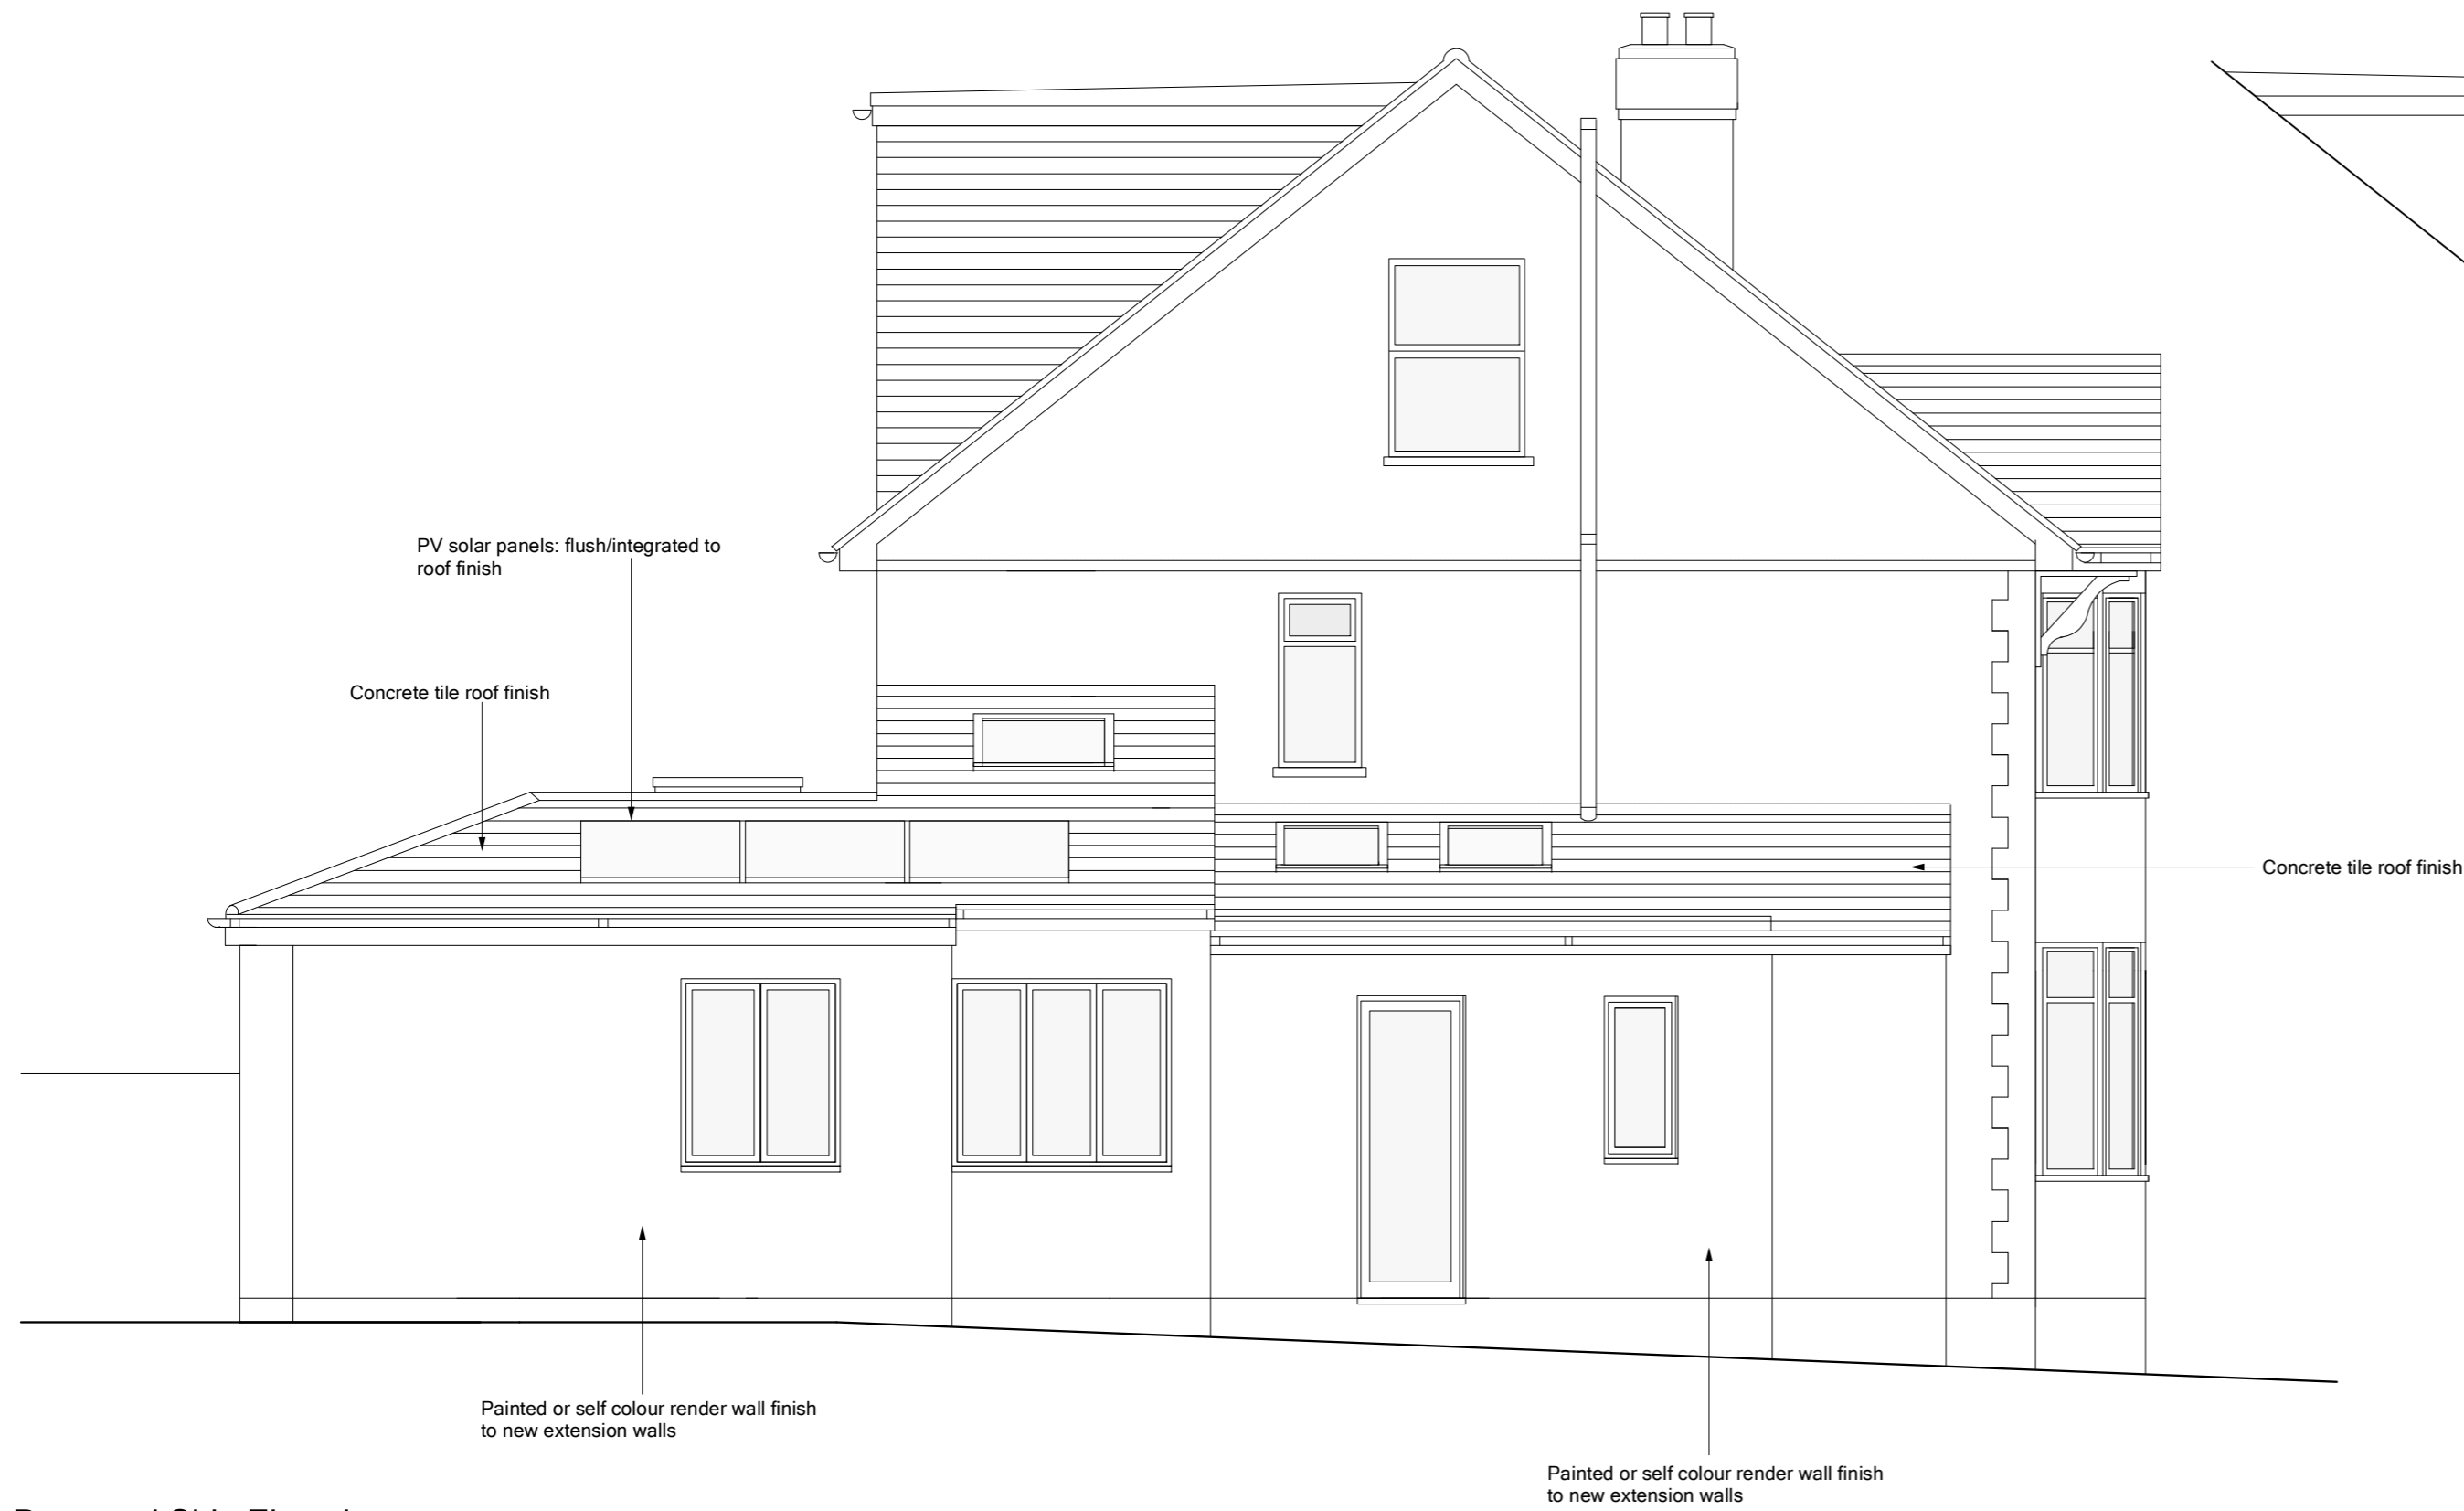 PV solar panels: flush/integrated to
roof finish
Concrete tile roof finish
Concrete tile roof finish
Painted or self colour render wall finish
to new extension walls
Painted or self colour render wall finish
to new extension walls